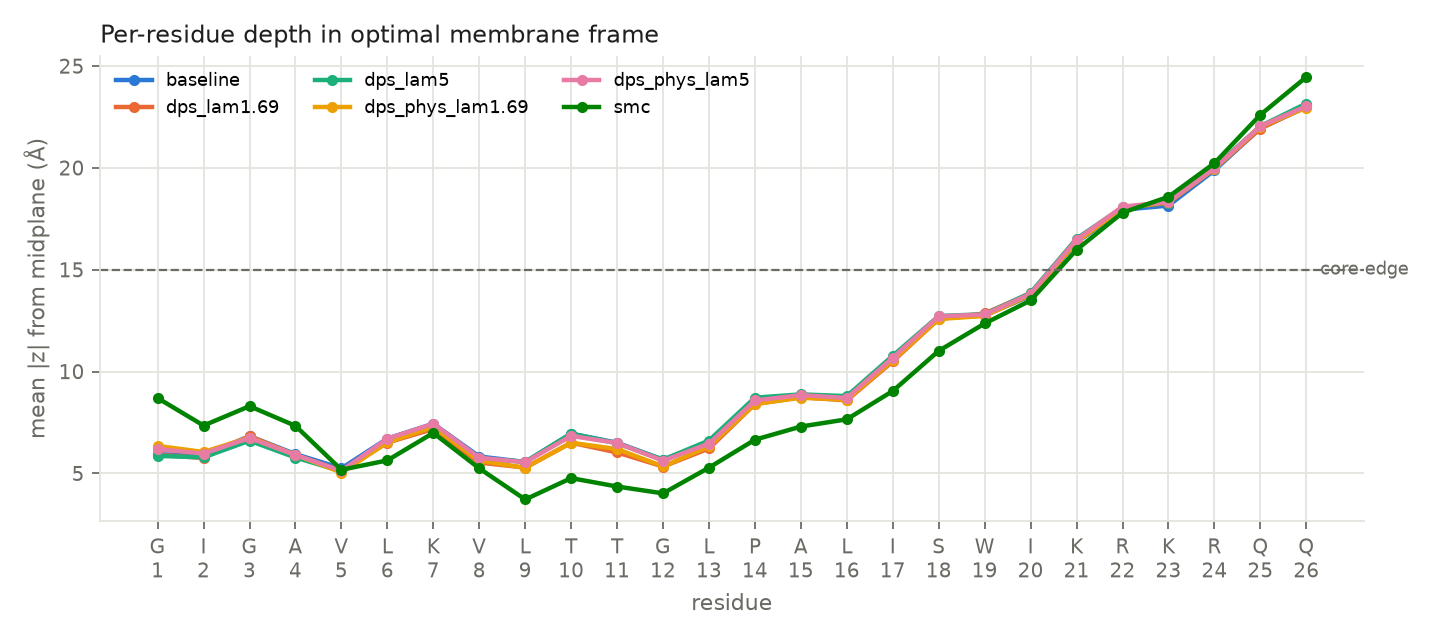 Per-residue depth in optimal membrane frame
baseline dps_lam5 dps_phys_lam5
dps_lam1.69 dps_phys_lam1.69 smc
mean |z| from midplane (Å)
25
20
15
10
5
core edge
G I G A V L K V L T T G L P A L I S W I K R K R Q Q
1 2 3 4 5 6 7 8 9 10 11 12 13 14 15 16 17 18 19 20 21 22 23 24 25 26
residue